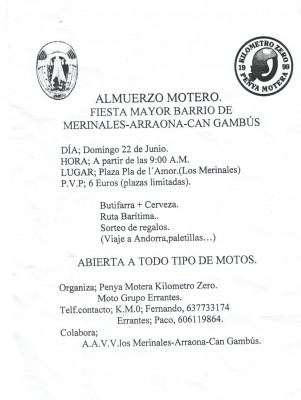 KILOMETRO ZERO
19 99
PENYA MOTERA
ALMUERZO MOTERO.
FIESTA MAYOR BARRIO DE
MERINALES-ARRAONA-CAN GAMBÚS
DÍA; Domingo 22 de Junio.
HORA; A partir de las 9:00 A.M.
LUGAR; Plaza Pla de l´Amor.(Los Merinales)
P.V.P; 6 Euros (plazas limitadas).
Butifarra + Cerveza.
Ruta Barítima..
Sorteo de regalos.
(Viaje a Andorra,paletillas…)
ABIERTA A TODO TIPO DE MOTOS.
Organiza; Penya Motera Kilometro Zero.
Moto Grupo Errantes.
Telf.contacto; K.M.0; Fernando, 637733174
Errantes; Paco, 606119864.
Colabora;
A.A.V.V.los Merinales-Arraona-Can Gambús.